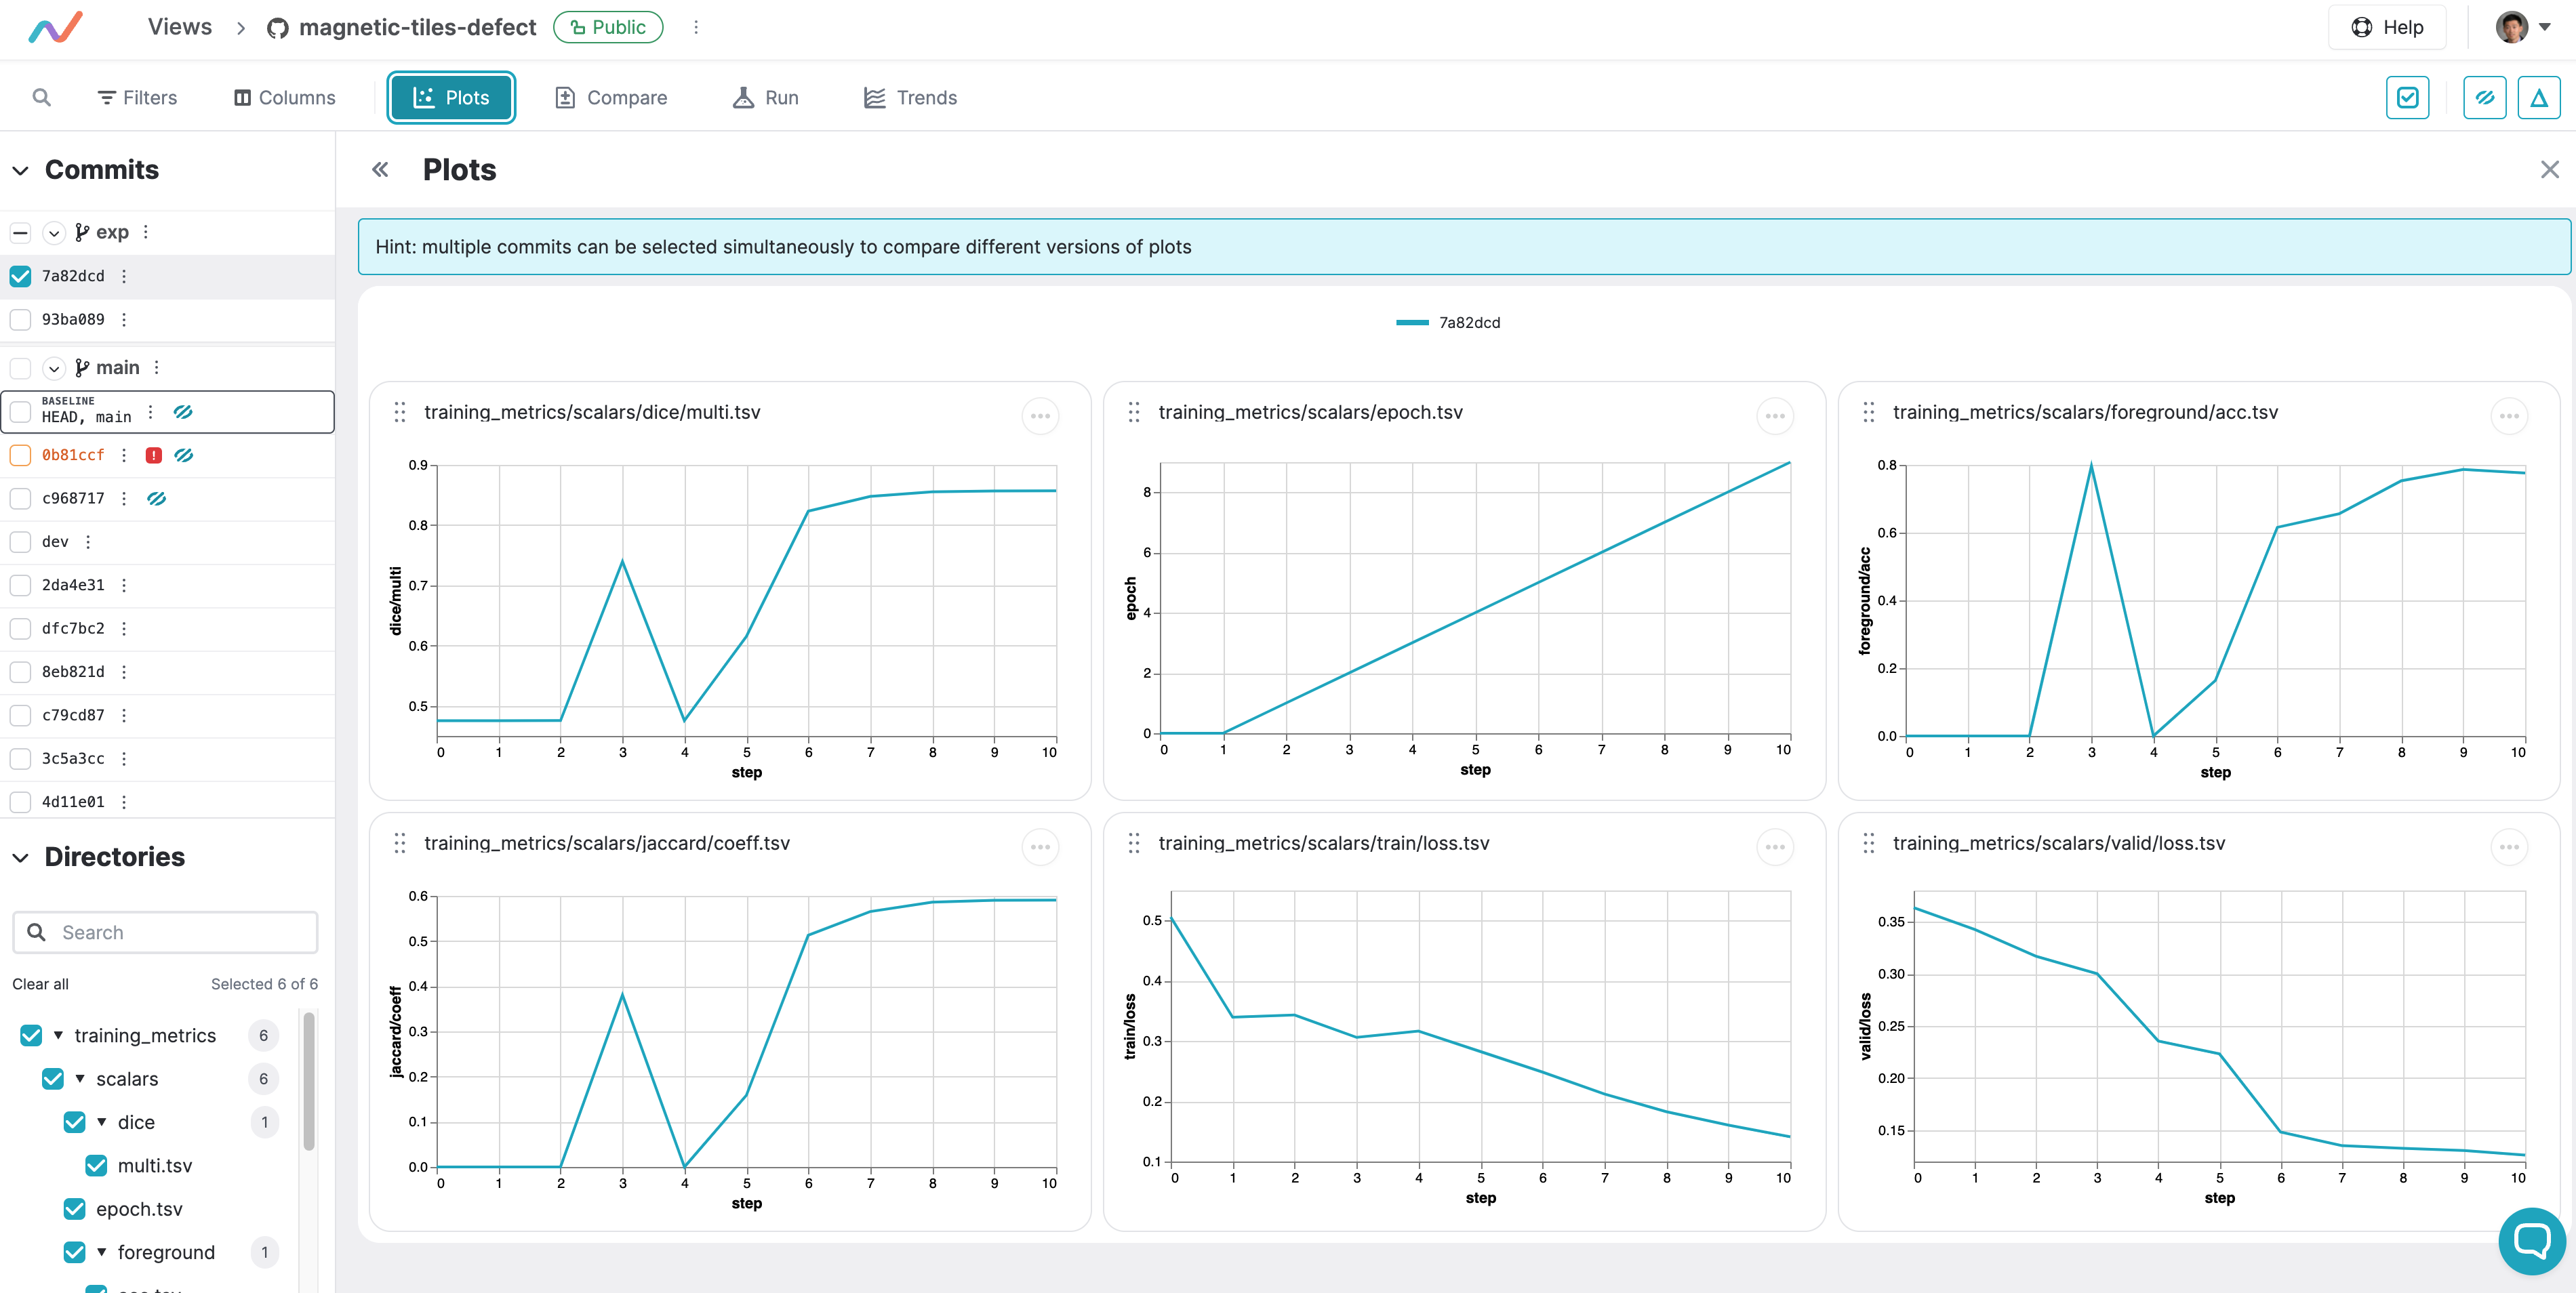 Views > magnetic-tiles-defect Public Help
Filters Columns Plots Compare Run Trends
Commits
exp
7a82dcd
93ba089
main
BASELINE
HEAD, main
0b81ccf
c968717
dev
2da4e31
dfc7bc2
8eb821d
c79cd87
3c5a3cc
4d11e01
Directories
Search
Clear all Selected 6 of 6
training_metrics 6
scalars 6
dice 1
multi.tsv
epoch.tsv
foreground 1
Plots
Hint: multiple commits can be selected simultaneously to compare different versions of plots
7a82dcd
training_metrics/scalars/dice/multi.tsv
0.9
0.8
0.7
0.6
0.5
dice/multi
0 1 2 3 4 5 6 7 8 9 10
step
training_metrics/scalars/epoch.tsv
8
6
4
2
0
epoch
0 1 2 3 4 5 6 7 8 9 10
step
training_metrics/scalars/foreground/acc.tsv
0.8
0.6
0.4
0.2
0.0
foreground/acc
0 1 2 3 4 5 6 7 8 9 10
step
training_metrics/scalars/jaccard/coeff.tsv
0.6
0.5
0.4
0.3
0.2
0.1
0.0
jaccard/coeff
0 1 2 3 4 5 6 7 8 9 10
step
training_metrics/scalars/train/loss.tsv
0.5
0.4
0.3
0.2
0.1
train/loss
0 1 2 3 4 5 6 7 8 9 10
step
training_metrics/scalars/valid/loss.tsv
0.35
0.30
0.25
0.20
0.15
valid/loss
0 1 2 3 4 5 6 7 8 9 10
step